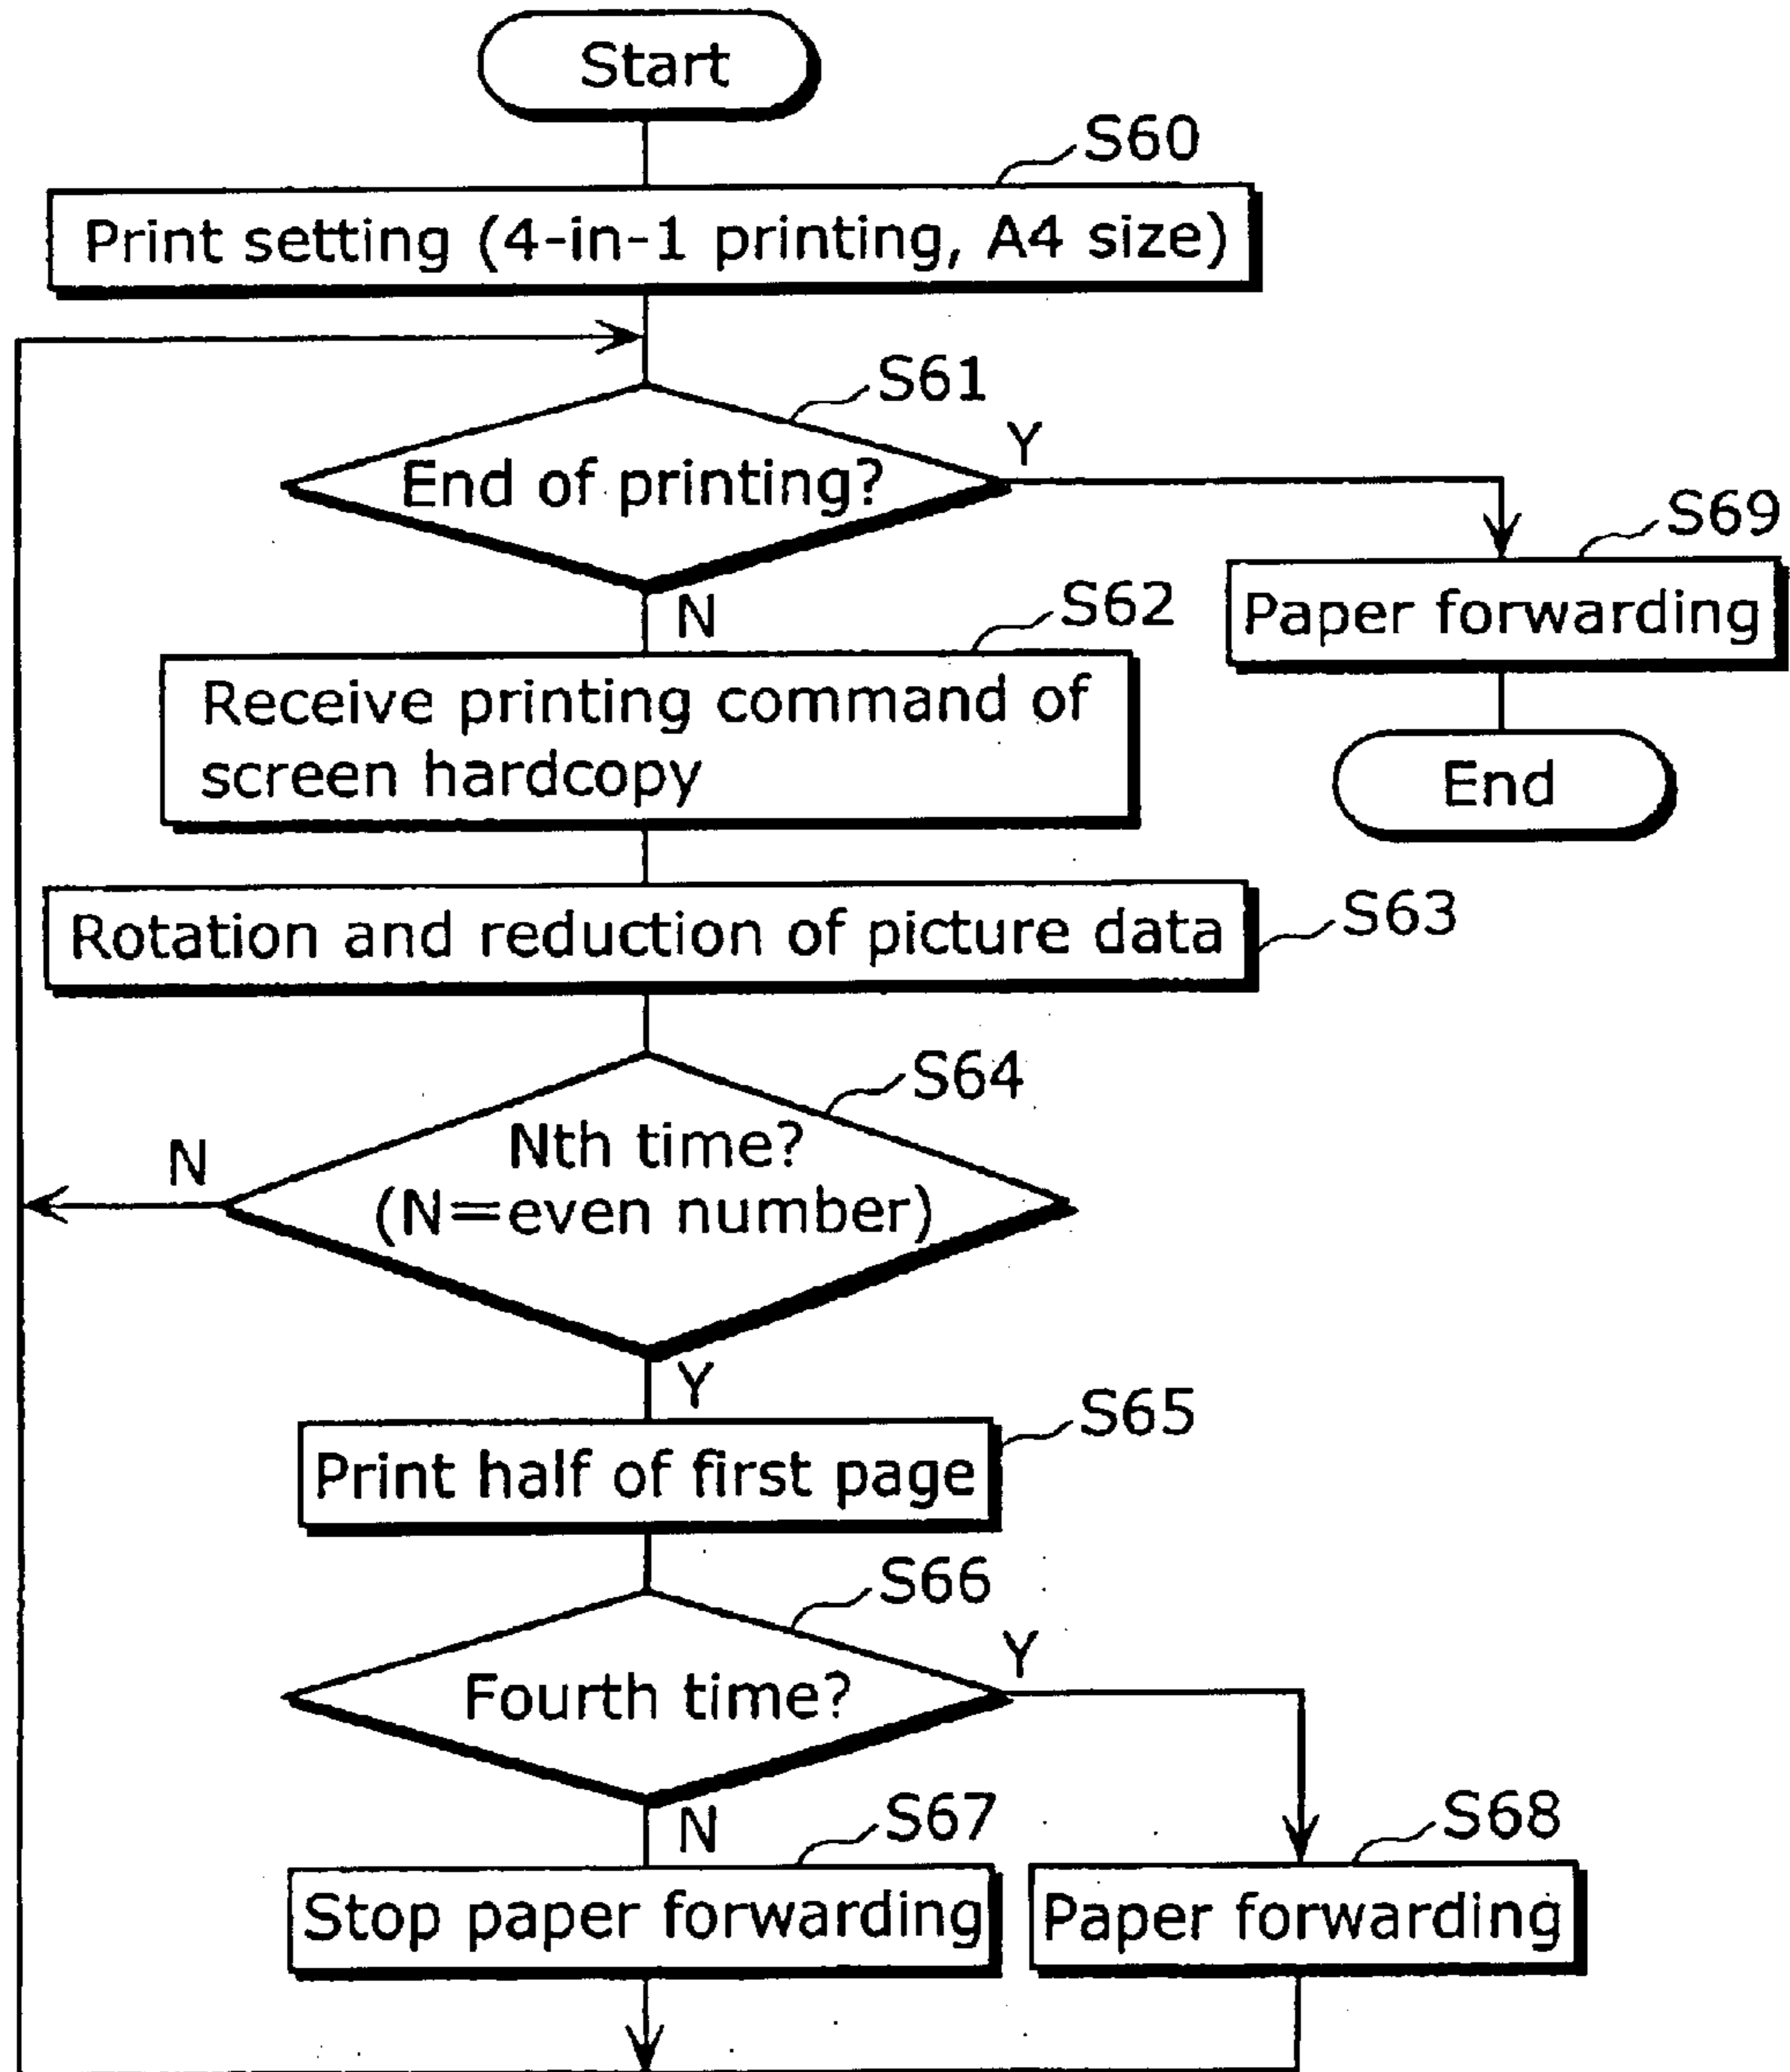 Start
S60
Print setting (4-in-1 printing, A4 size)
S61
End of printing?
Y
N
S69
Paper forwarding
End
S62
Receive printing command of
screen hardcopy
Rotation and reduction of picture data
S63
S64
Nth time?
(N=even number)
N
Y
S65
Print half of first page
S66
Fourth time?
Y
N
S67
Stop paper forwarding
S68
Paper forwarding